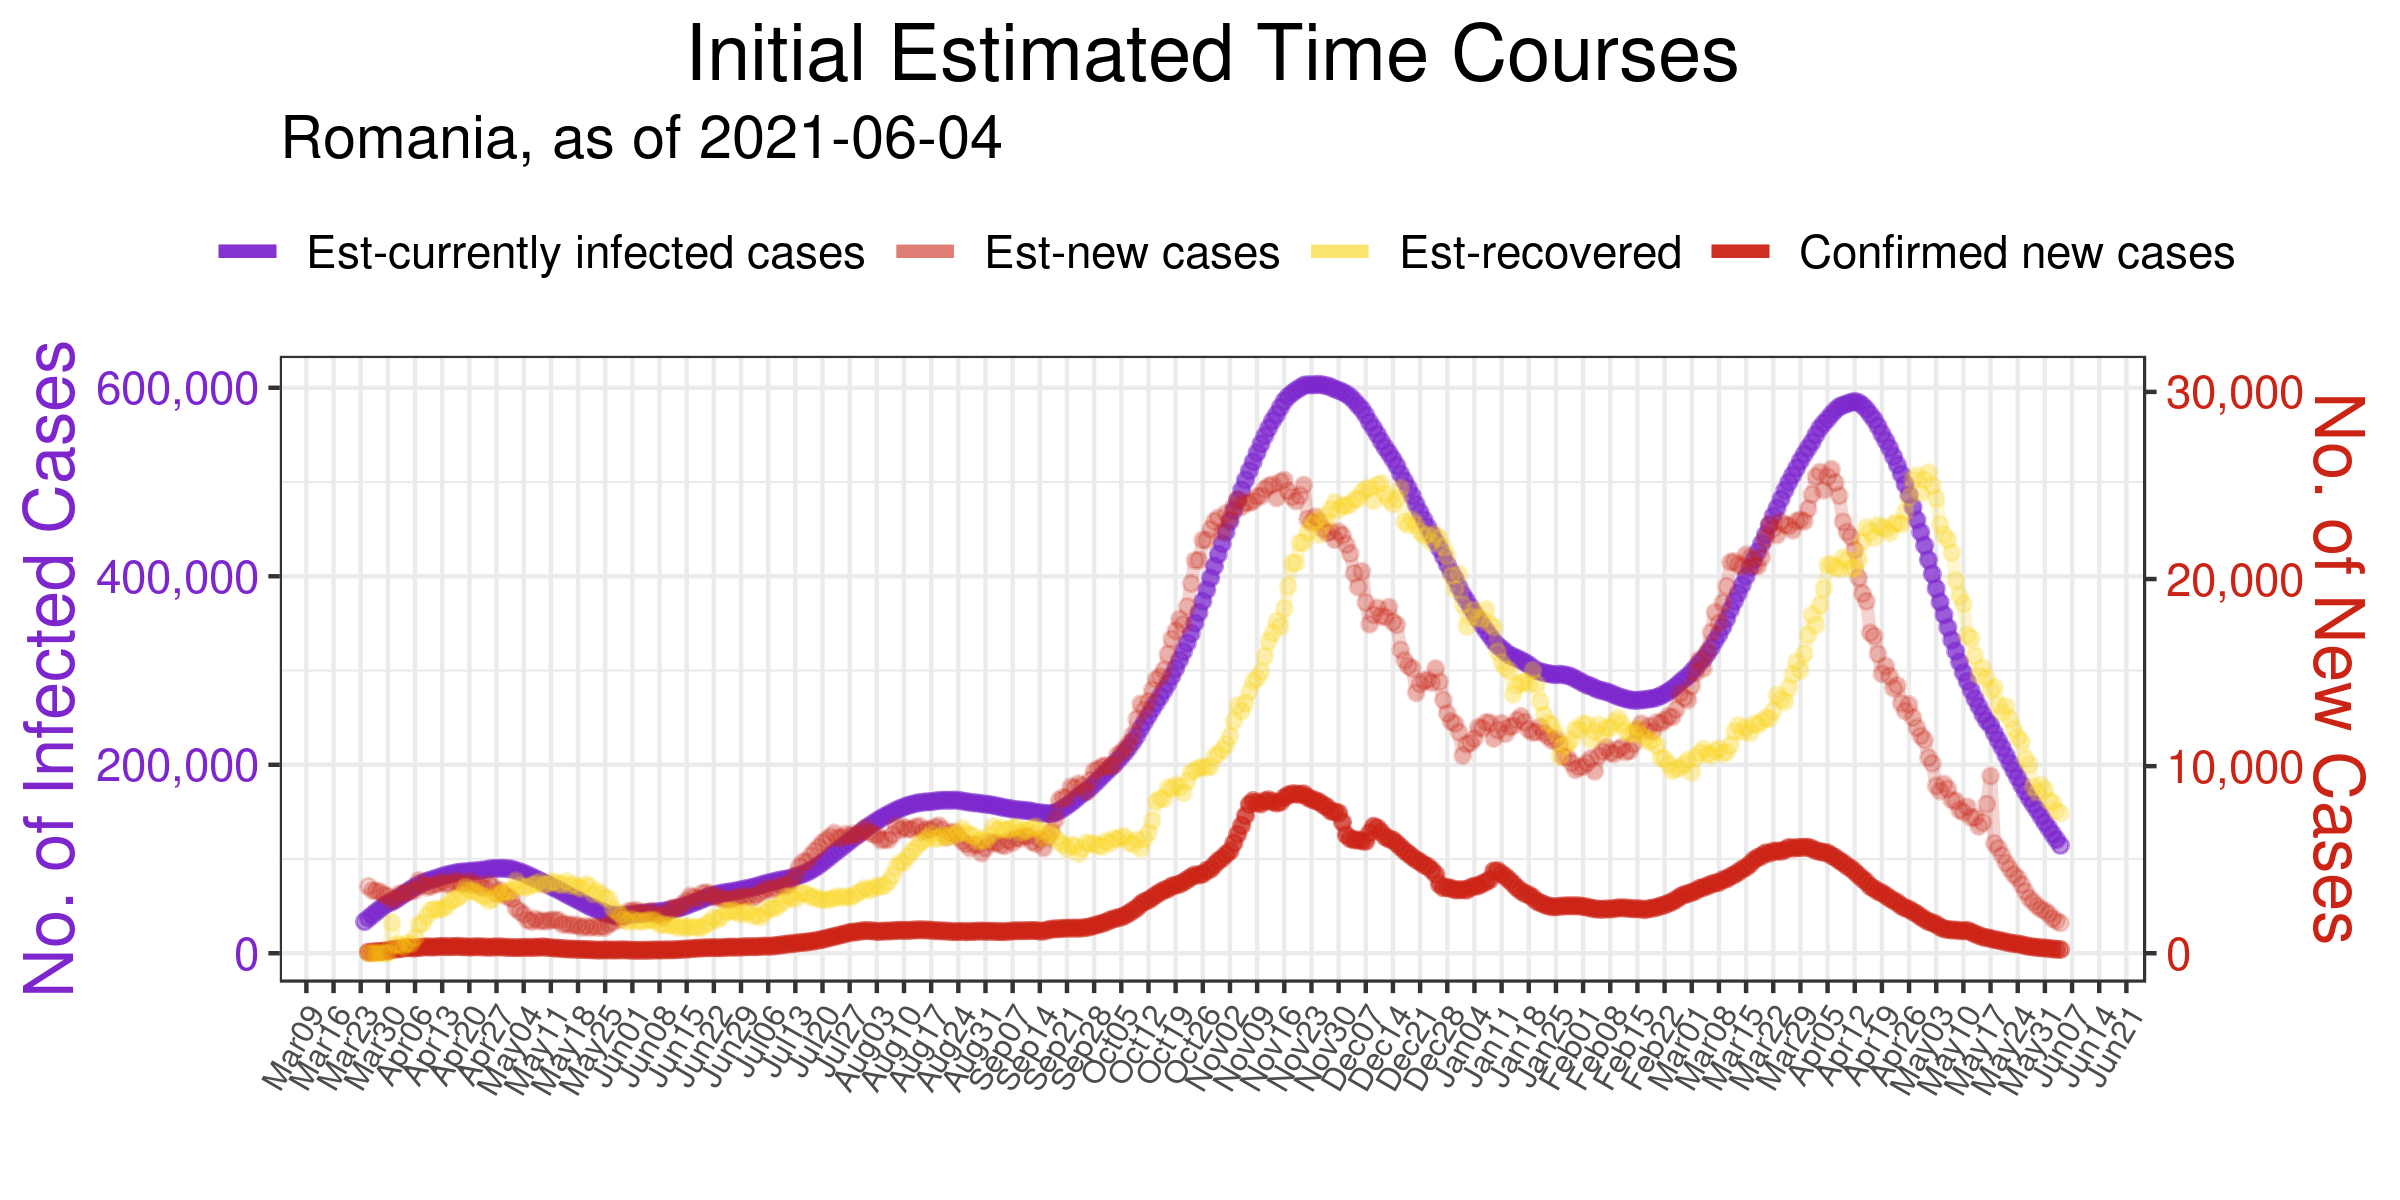 Initial Estimated Time Courses
Romania, as of 2021-06-04
Est-currently infected cases Est-new cases Est-recovered Confirmed new cases
No. of Infected Cases
600,000
400,000
200,000
0
30,000
20,000
10,000
0
No. of New Cases
Mar09 Mar16 Mar23 Mar30 Apr06 Apr13 Apr20 Apr27 May04 May11 May18 May25 Jun01 Jun08 Jun15 Jun22 Jun29 Jul06 Jul13 Jul20 Jul27 Aug03 Aug10 Aug17 Aug24 Aug31 Sep07 Sep14 Sep21 Sep28 Oct05 Oct12 Oct19 Oct26 Nov02 Nov09 Nov16 Nov23 Nov30 Dec07 Dec14 Dec21 Dec28 Jan04 Jan11 Jan18 Jan25 Feb01 Feb08 Feb15 Feb22 Mar01 Mar08 Mar15 Mar22 Mar29 Apr05 Apr12 Apr19 Apr26 May03 May10 May17 May24 May31 Jun07 Jun14 Jun21